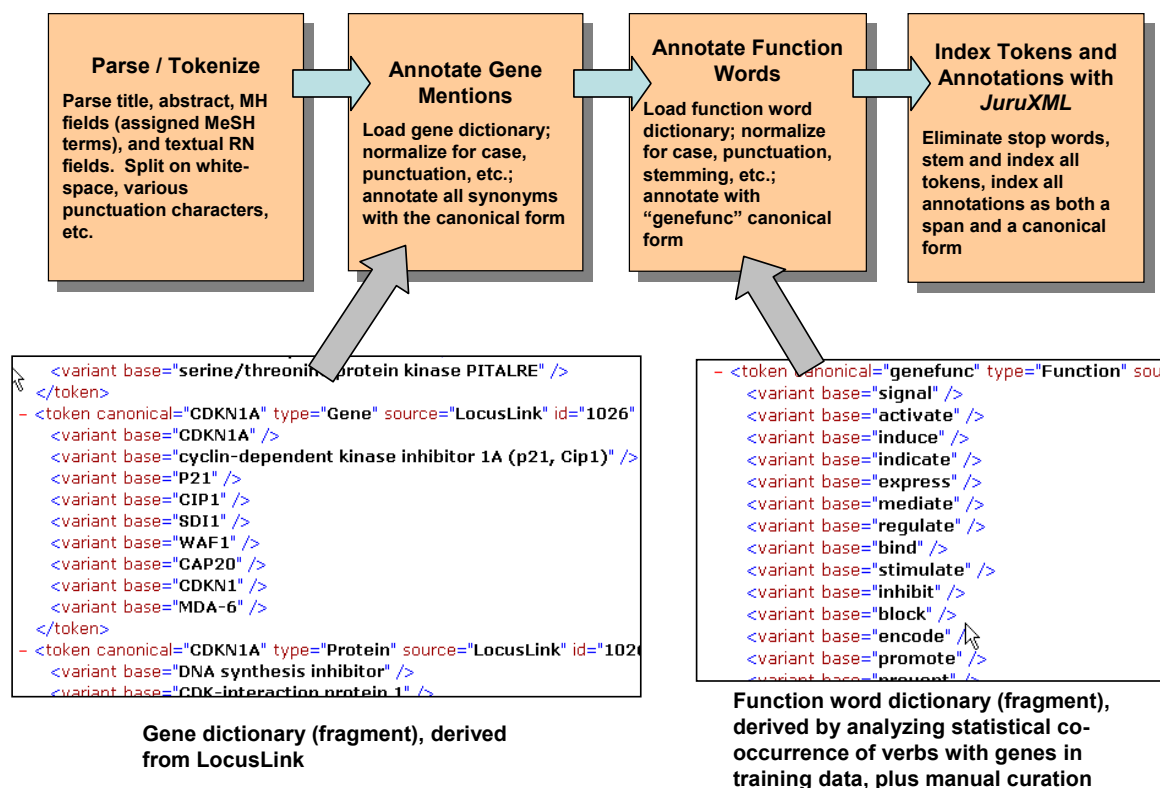 Parse / Tokenize
Parse title, abstract, MH
fields (assigned MeSH
terms), and textual RN
fields. Split on white-
space, various
punctuation characters,
etc.
Annotate Gene
Mentions
Load gene dictionary;
normalize for case,
punctuation, etc.;
annotate all synonyms
with the canonical form
Annotate Function
Words
Load function word
dictionary; normalize
for case, punctuation,
stemming, etc.;
annotate with
“genefunc” canonical
form
Index Tokens and
Annotations with
JuruXML
Eliminate stop words,
stem and index all
tokens, index all
annotations as both a
span and a canonical
form
<variant base="serine/threonine protein kinase PITALRE" />
</token>
- <token canonical="CDKN1A" type="Gene" source="LocusLink" id="1026"
<variant base="CDKN1A" />
<variant base="cyclin-dependent kinase inhibitor 1A (p21, Cip1)" />
<variant base="P21" />
<variant base="CIP1" />
<variant base="SDI1" />
<variant base="WAF1" />
<variant base="CAP20" />
<variant base="CDKN1" />
<variant base="MDA-6" />
</token>
- <token canonical="CDKN1A" type="Protein" source="LocusLink" id="102
<variant base="DNA synthesis inhibitor" />
<variant base="CDK-interaction protein 1" />
Gene dictionary (fragment), derived
from LocusLink
- <token canonical="genefunc" type="Function" sou
<variant base="signal" />
<variant base="activate" />
<variant base="induce" />
<variant base="indicate" />
<variant base="express" />
<variant base="mediate" />
<variant base="regulate" />
<variant base="bind" />
<variant base="stimulate" />
<variant base="inhibit" />
<variant base="block" />
<variant base="encode" />
<variant base="promote" />
<variant base="prevent" />
Function word dictionary (fragment),
derived by analyzing statistical co-
occurrence of verbs with genes in
training data, plus manual curation